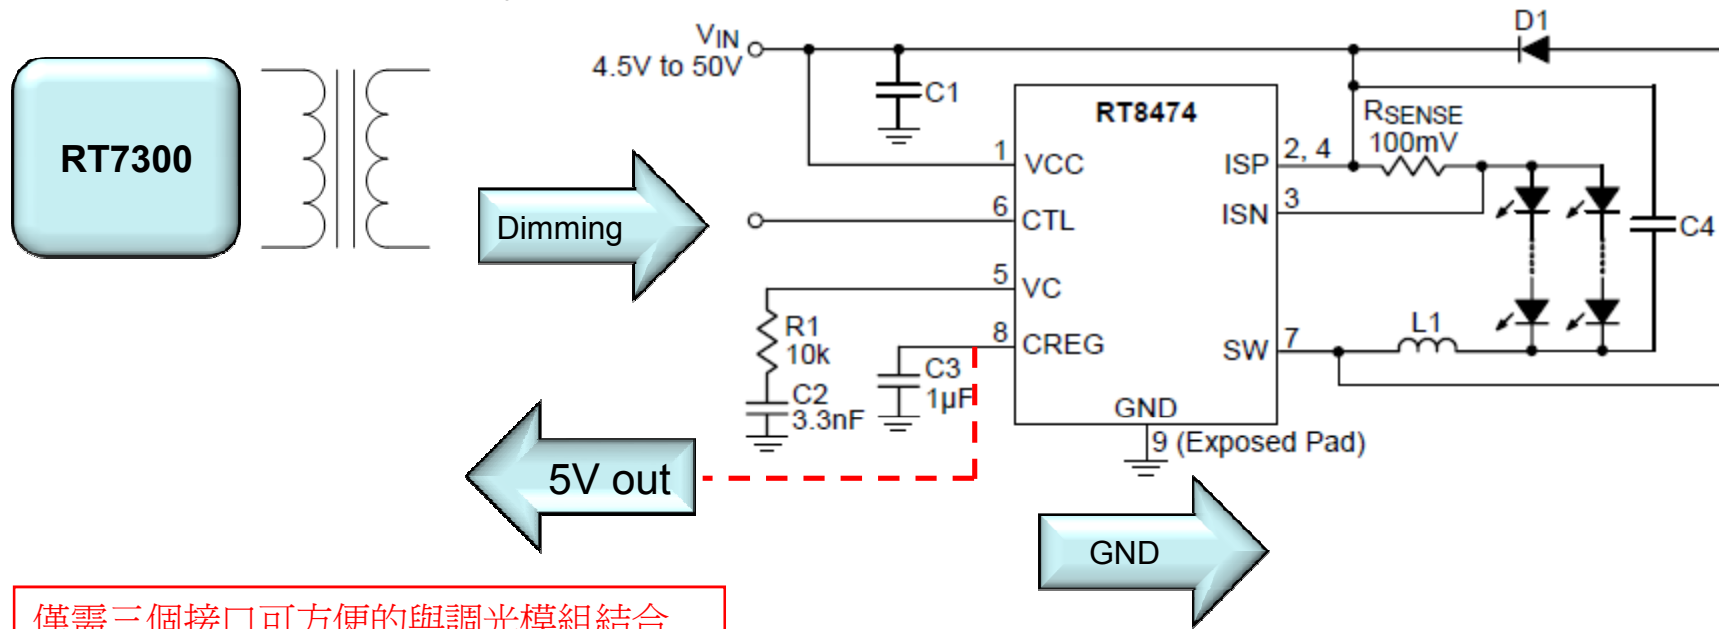 RT7300
Dimming
5V out
GND
VIN
4.5V to 50V
C1
D1
RT8474
RSENSE
100mV
1
VCC
ISP
2, 4
6
CTL
ISN
3
C4
5
VC
R1
10k
8
CREG
SW
7
L1
C2
3.3nF
C3
1µF
GND
9 (Exposed Pad)
僅需三個接口可方便的與調光模組結合